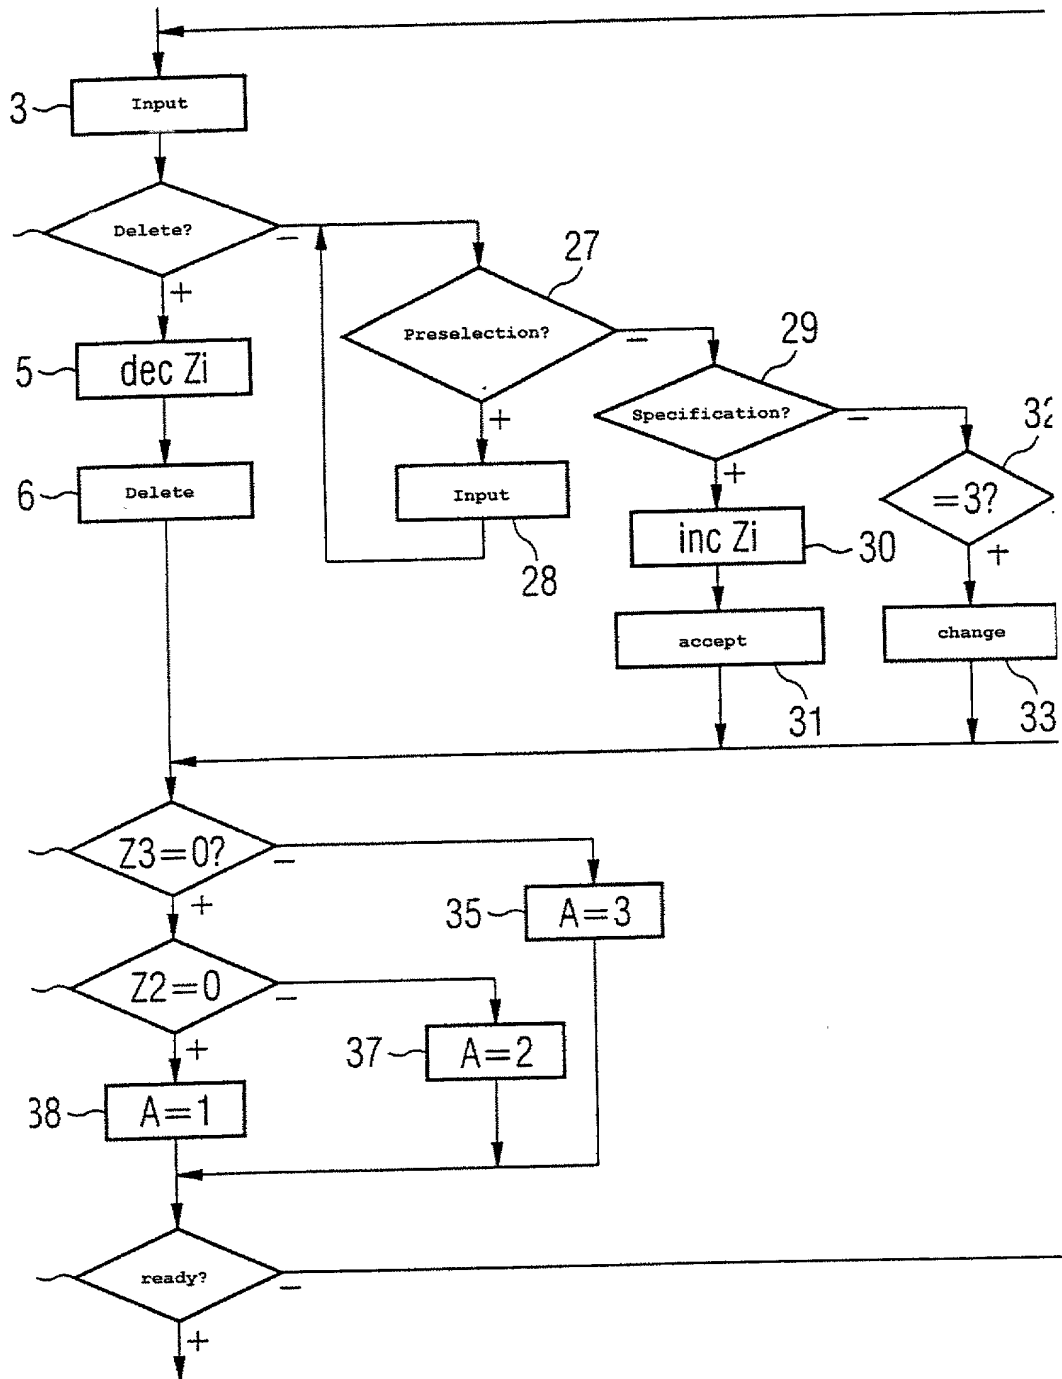 3 Input
Delete? −
+
27
Preselection? −
29
5 dec Zi
Specification? −
+
32
+
6 Delete
Input
=3?
28
inc Zi 30
+
accept
change
31
33
Z3=0? −
+
35 A=3
Z2=0 −
+
37 A=2
38 A=1
ready? −
+